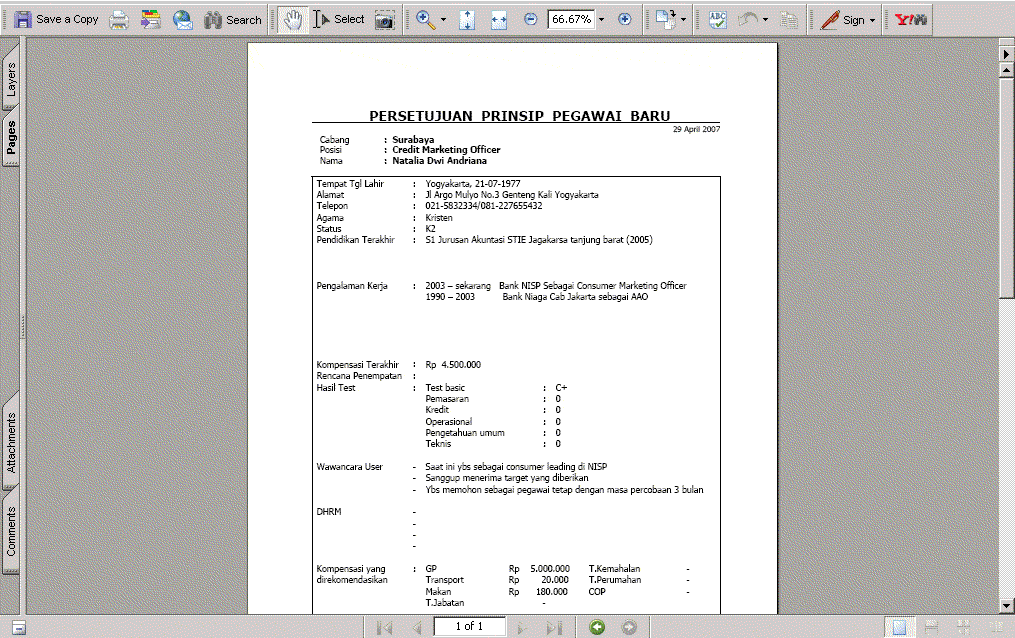 Save a Copy Search Select 66.67% ABC Sign Y!
Layers
Pages
Attachments
Comments
PERSETUJUAN PRINSIP PEGAWAI BARU
29 April 2007
Cabang : Surabaya
Posisi : Credit Marketing Officer
Nama : Natalia Dwi Andriana
Tempat Tgl Lahir : Yogyakarta, 21-07-1977
Alamat : Jl Argo Mulyo No.3 Genteng Kali Yogyakarta
Telepon : 021-5832334/081-227655432
Agama : Kristen
Status : K2
Pendidikan Terakhir : S1 Jurusan Akuntasi STIE Jagakarsa tanjung barat (2005)
Pengalaman Kerja : 2003 – sekarang Bank NISP Sebagai Consumer Marketing Officer
1990 – 2003 Bank Niaga Cab Jakarta sebagai AAO
Kompensasi Terakhir : Rp 4.500.000
Rencana Penempatan :
Hasil Test : Test basic : C+
Pemasaran : 0
Kredit : 0
Operasional : 0
Pengetahuan umum : 0
Teknis : 0
Wawancara User - Saat ini ybs sebagai consumer leading di NISP
- Sanggup menerima target yang diberikan
- Ybs memohon sebagai pegawai tetap dengan masa percobaan 3 bulan
DHRM -
-
-
-
Kompensasi yang : GP Rp 5.000.000 T.Kemahalan -
direkomendasikan Transport Rp 20.000 T.Perumahan -
Makan Rp 180.000 COP -
T.Jabatan -
1 of 1